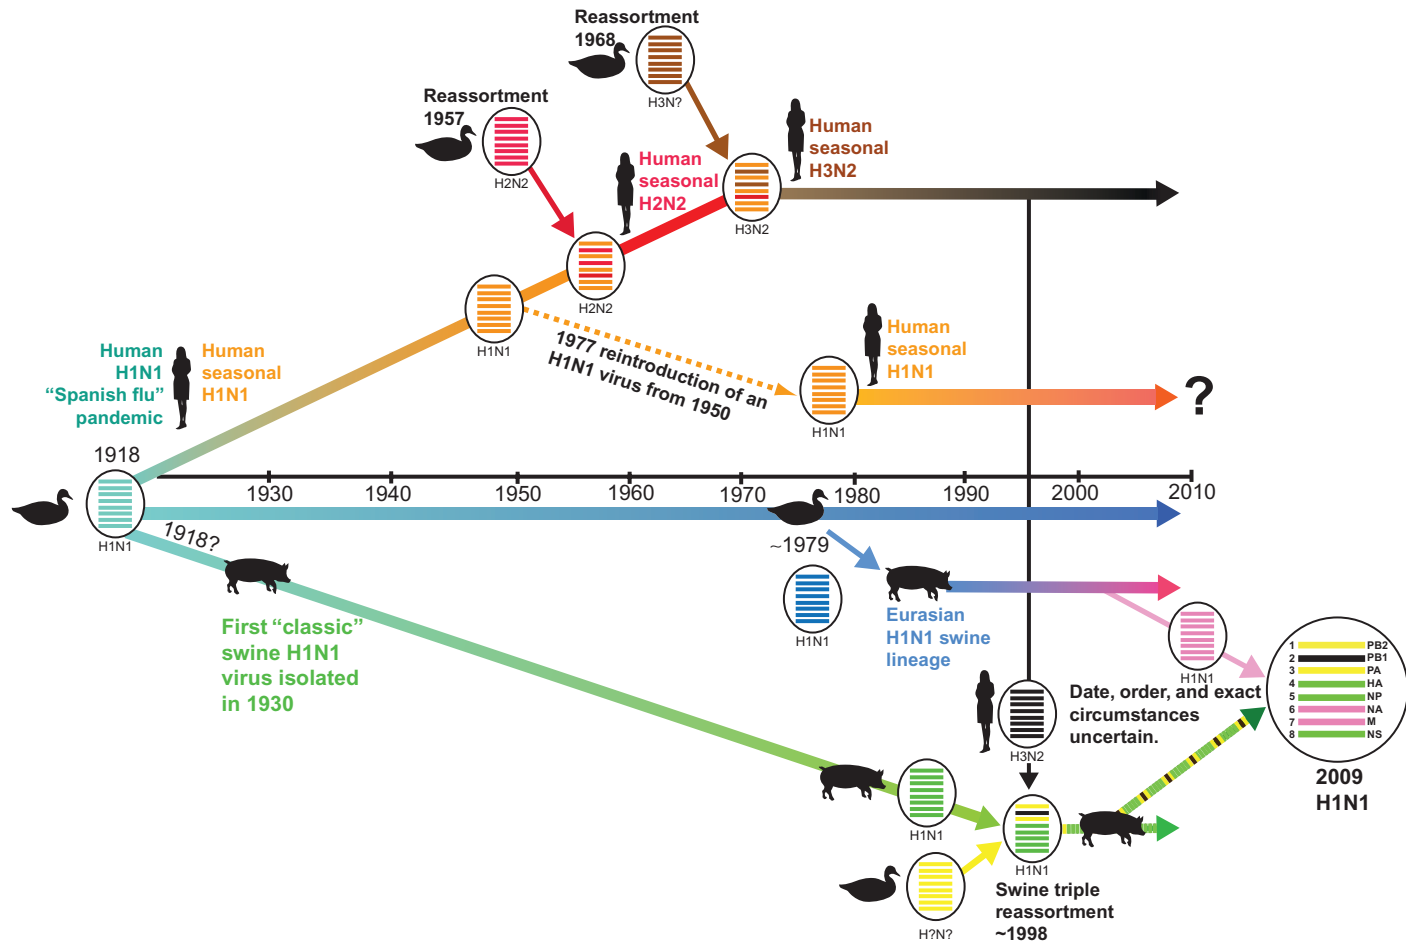 Reassortment
1968
H3N?
Reassortment
1957
H2N2
Human
seasonal
H3N2
Human
seasonal
H2N2
H3N2
H2N2
H1N1
1977 reintroduction of an
H1N1 virus from 1950
Human
seasonal
H1N1
H1N1
?
Human
H1N1
“Spanish flu”
pandemic
Human
seasonal
H1N1
1918
H1N1
1930
1940
1950
1960
1970
1980
1990
2000
2010
1918?
~1979
H1N1
First “classic”
swine H1N1
virus isolated
in 1930
Eurasian
H1N1 swine
lineage
H1N1
Date, order, and exact
circumstances
uncertain.
H3N2
H1N1
H?N?
H1N1
Swine triple
reassortment
~1998
1 PB2
2 PB1
3 PA
4 HA
5 NP
6 NA
7 M
8 NS
2009
H1N1